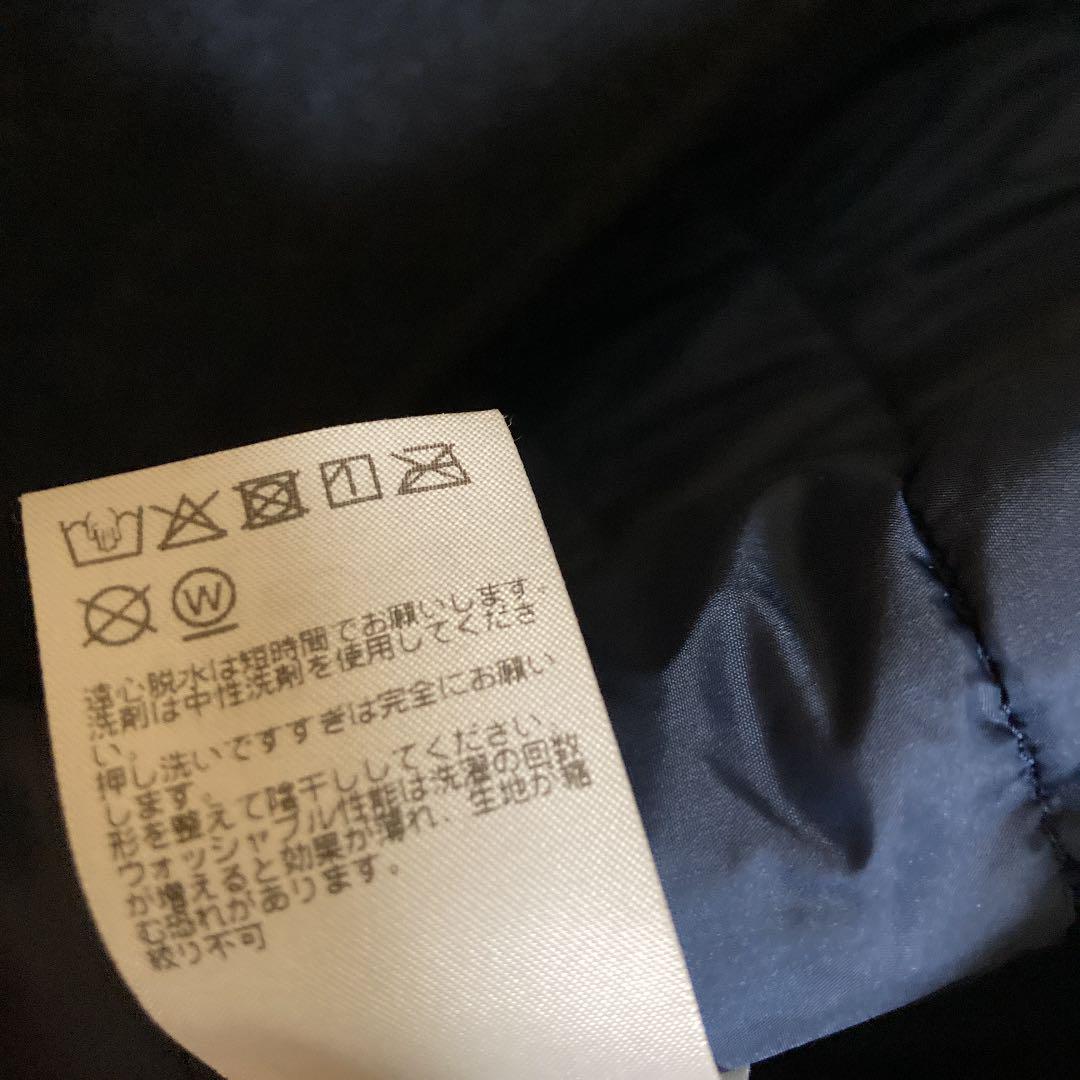 W
遠心脱水は短時間でお願いします。
洗剤は中性洗剤を使用してくださ
い。
押し洗いですすぎは完全にお願い
します。
形を整えて陰干ししてください。
ウォッシャブル性能は洗濯の回数
が増えると効果が薄れ、生地が縮
む恐れがあります。
絞り不可